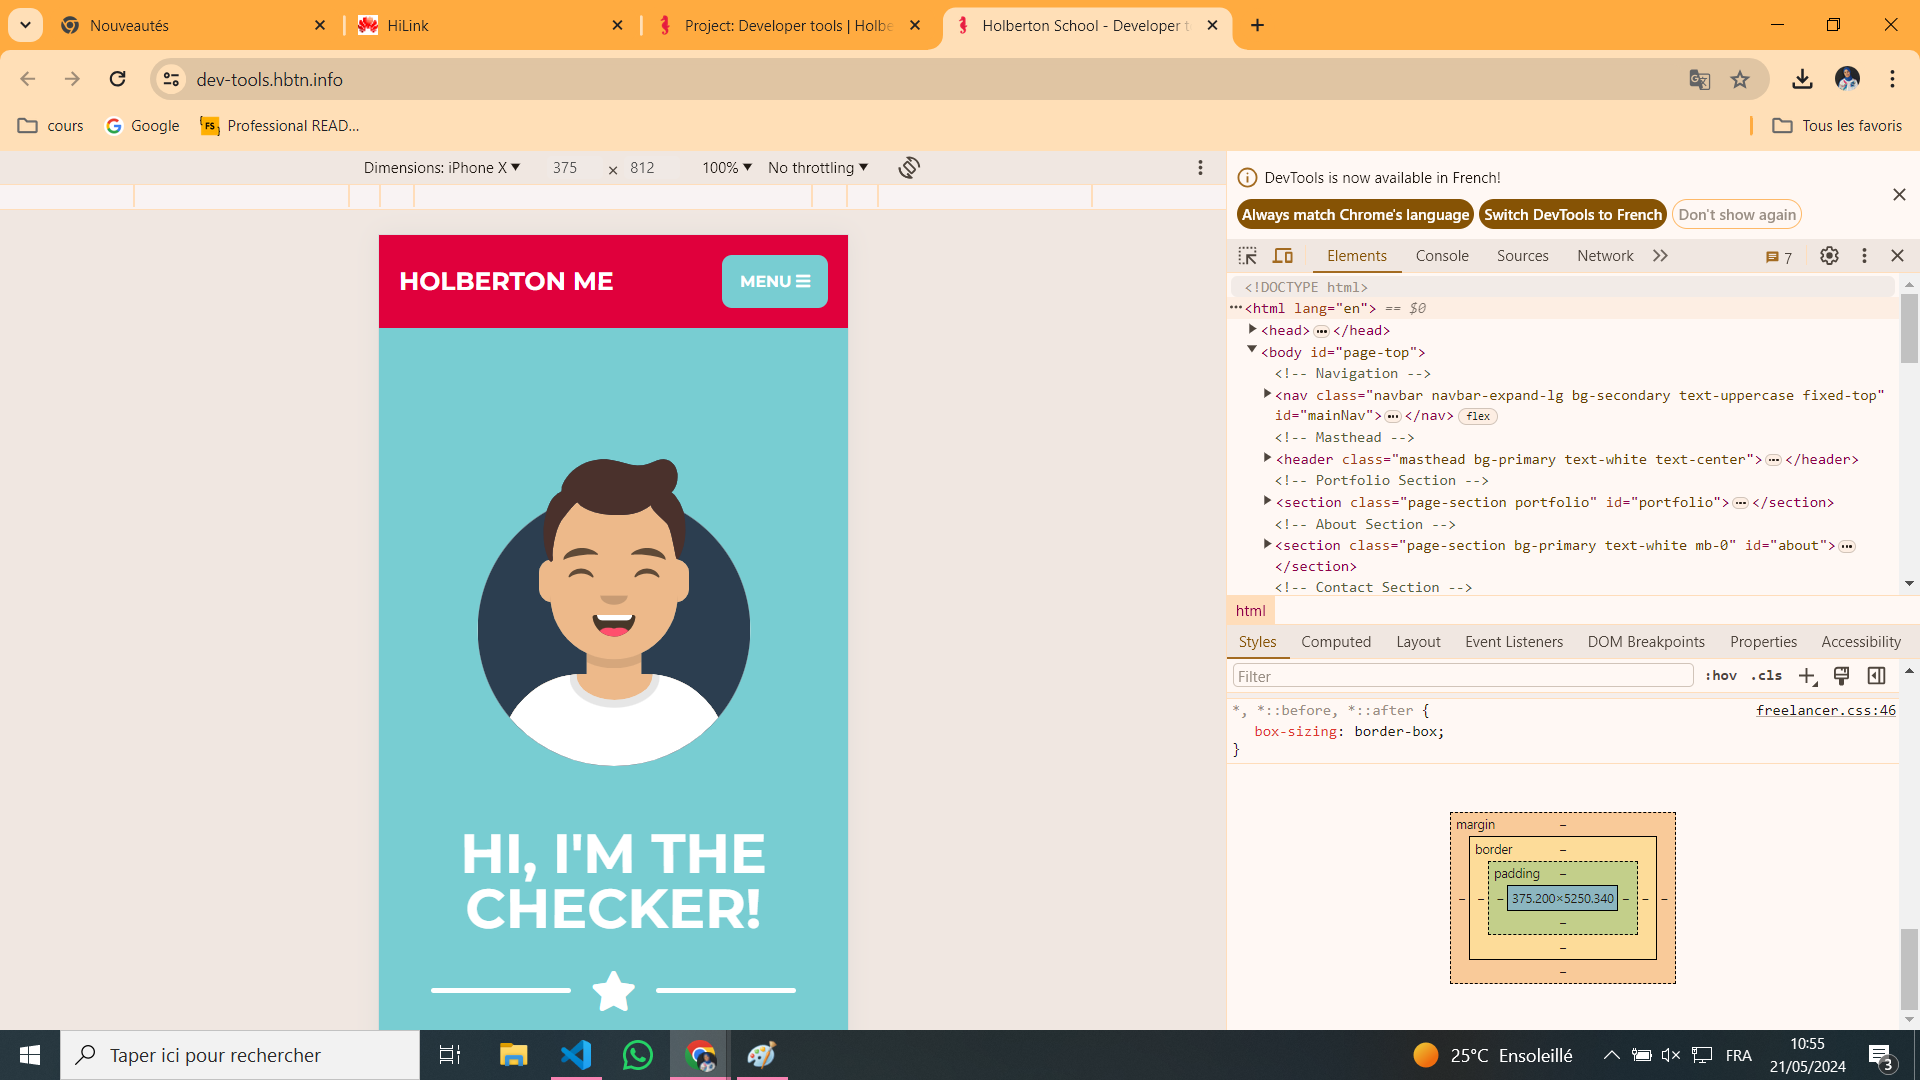 Nouveautés
HiLink
Project: Developer tools | Holbe
Holberton School - Developer t
dev-tools.hbtn.info
cours
Google
Professional READ...
Tous les favoris
Dimensions: iPhone X ▼ 375 × 812 100% ▼ No throttling ▼
HOLBERTON ME
MENU
HI, I'M THE
CHECKER!
DevTools is now available in French!
Always match Chrome's language
Switch DevTools to French
Don't show again
Elements Console Sources Network 7
<!DOCTYPE html>
<html lang="en"> == $0
<head> ... </head>
<body id="page-top">
<!-- Navigation -->
<nav class="navbar navbar-expand-lg bg-secondary text-uppercase fixed-top"
id="mainNav"> ... </nav> flex
<!-- Masthead -->
<header class="masthead bg-primary text-white text-center"> ... </header>
<!-- Portfolio Section -->
<section class="page-section portfolio" id="portfolio"> ... </section>
<!-- About Section -->
<section class="page-section bg-primary text-white mb-0" id="about"> ...
</section>
<!-- Contact Section -->
html
Styles Computed Layout Event Listeners DOM Breakpoints Properties Accessibility
Filter :hov .cls
*, *::before, *::after { freelancer.css:46
box-sizing: border-box;
}
margin –
border –
padding –
– – – 375.200×5250.340 – – –
–
–
–
Taper ici pour rechercher
25°C Ensoleillé
FRA
10:55
21/05/2024
3